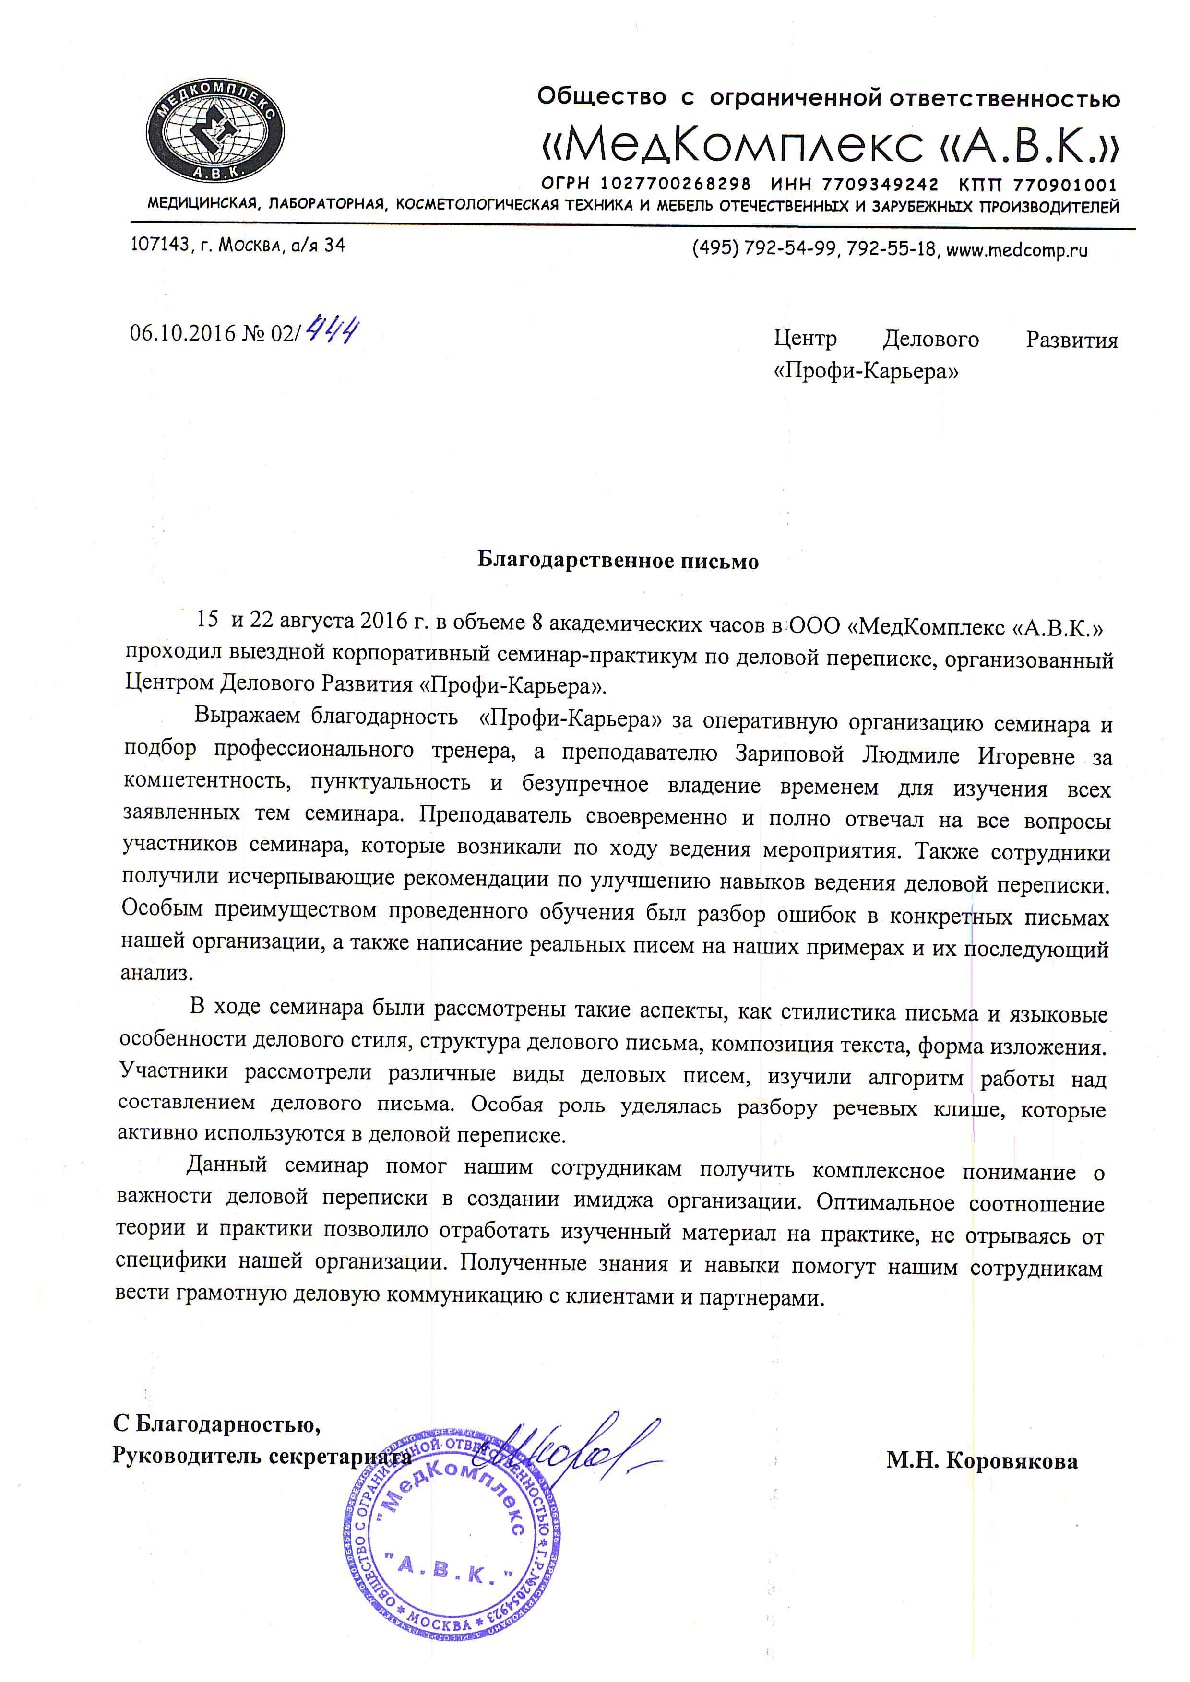 МЕДКОМПЛЕКС
А.В.К.
Общество с ограниченной ответственностью
«МедКомплекс «А.В.К.»
ОГРН 1027700268298 ИНН 7709349242 КПП 770901001
МЕДИЦИНСКАЯ, ЛАБОРАТОРНАЯ, КОСМЕТОЛОГИЧЕСКАЯ ТЕХНИКА И МЕБЕЛЬ ОТЕЧЕСТВЕННЫХ И ЗАРУБЕЖНЫХ ПРОИЗВОДИТЕЛЕЙ
107143, г. Москва, а/я 34 (495) 792-54-99, 792-55-18, www.medcomp.ru
06.10.2016 № 02/444
Центр Делового Развития
«Профи-Карьера»
Благодарственное письмо
15 и 22 августа 2016 г. в объеме 8 академических часов в ООО «МедКомплекс «А.В.К.»
проходил выездной корпоративный семинар-практикум по деловой переписке, организованный
Центром Делового Развития «Профи-Карьера».
Выражаем благодарность «Профи-Карьера» за оперативную организацию семинара и
подбор профессионального тренера, а преподавателю Зариповой Людмиле Игоревне за
компетентность, пунктуальность и безупречное владение временем для изучения всех
заявленных тем семинара. Преподаватель своевременно и полно отвечал на все вопросы
участников семинара, которые возникали по ходу ведения мероприятия. Также сотрудники
получили исчерпывающие рекомендации по улучшению навыков ведения деловой переписки.
Особым преимуществом проведенного обучения был разбор ошибок в конкретных письмах
нашей организации, а также написание реальных писем на наших примерах и их последующий
анализ.
В ходе семинара были рассмотрены такие аспекты, как стилистика письма и языковые
особенности делового стиля, структура делового письма, композиция текста, форма изложения.
Участники рассмотрели различные виды деловых писем, изучили алгоритм работы над
составлением делового письма. Особая роль уделялась разбору речевых клише, которые
активно используются в деловой переписке.
Данный семинар помог нашим сотрудникам получить комплексное понимание о
важности деловой переписки в создании имиджа организации. Оптимальное соотношение
теории и практики позволило отработать изученный материал на практике, не отрываясь от
специфики нашей организации. Полученные знания и навыки помогут нашим сотрудникам
вести грамотную деловую коммуникацию с клиентами и партнерами.
С Благодарностью,
Руководитель секретариата М.Н. Коровякова
ОБЩЕСТВО С ОГРАНИЧЕННОЙ ОТВЕТСТВЕННОСТЬЮ * Г.Р.№2054923 * МОСКВА *
"МедКомплекс
"А.В.К."